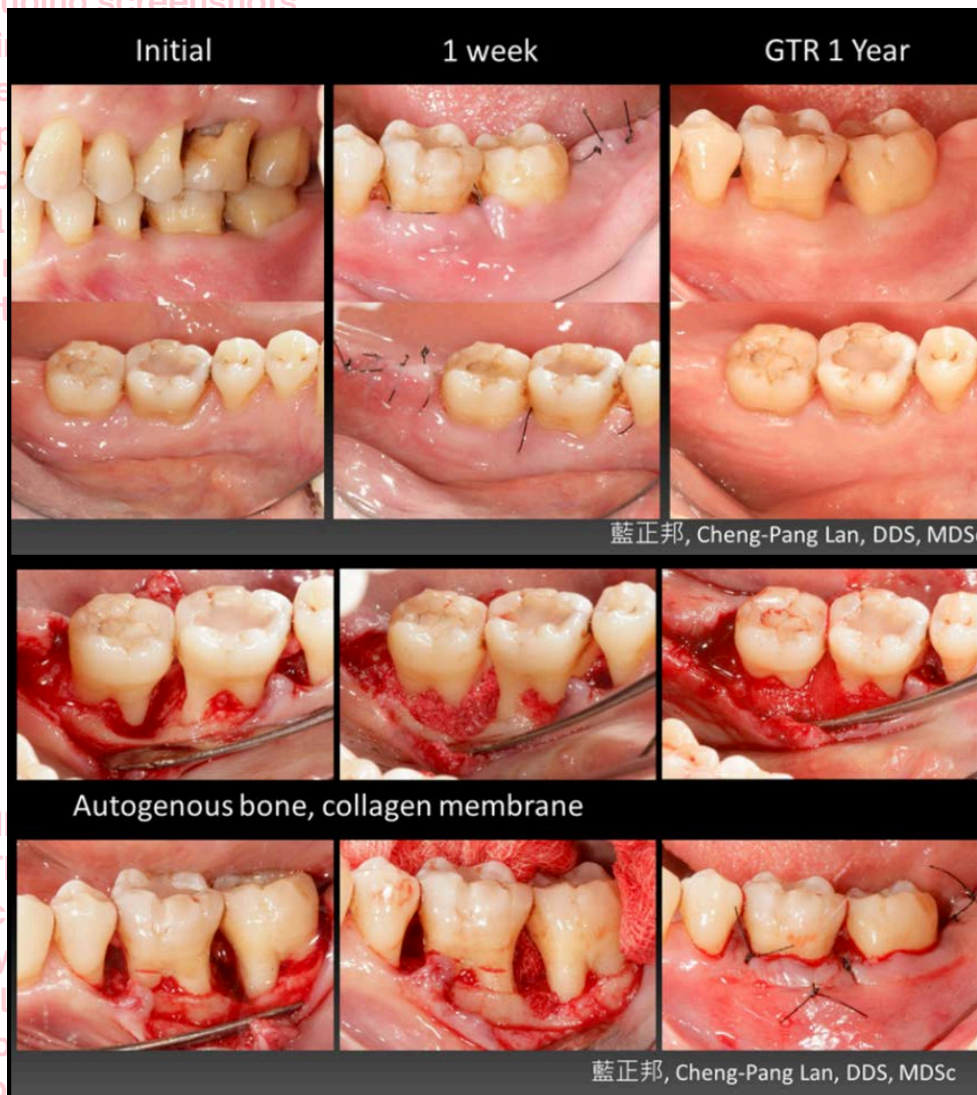 Initial
1 week
GTR 1 Year
藍正邦, Cheng-Pang Lan, DDS, MDSc
Autogenous bone, collagen membrane
藍正邦, Cheng-Pang Lan, DDS, MDSc